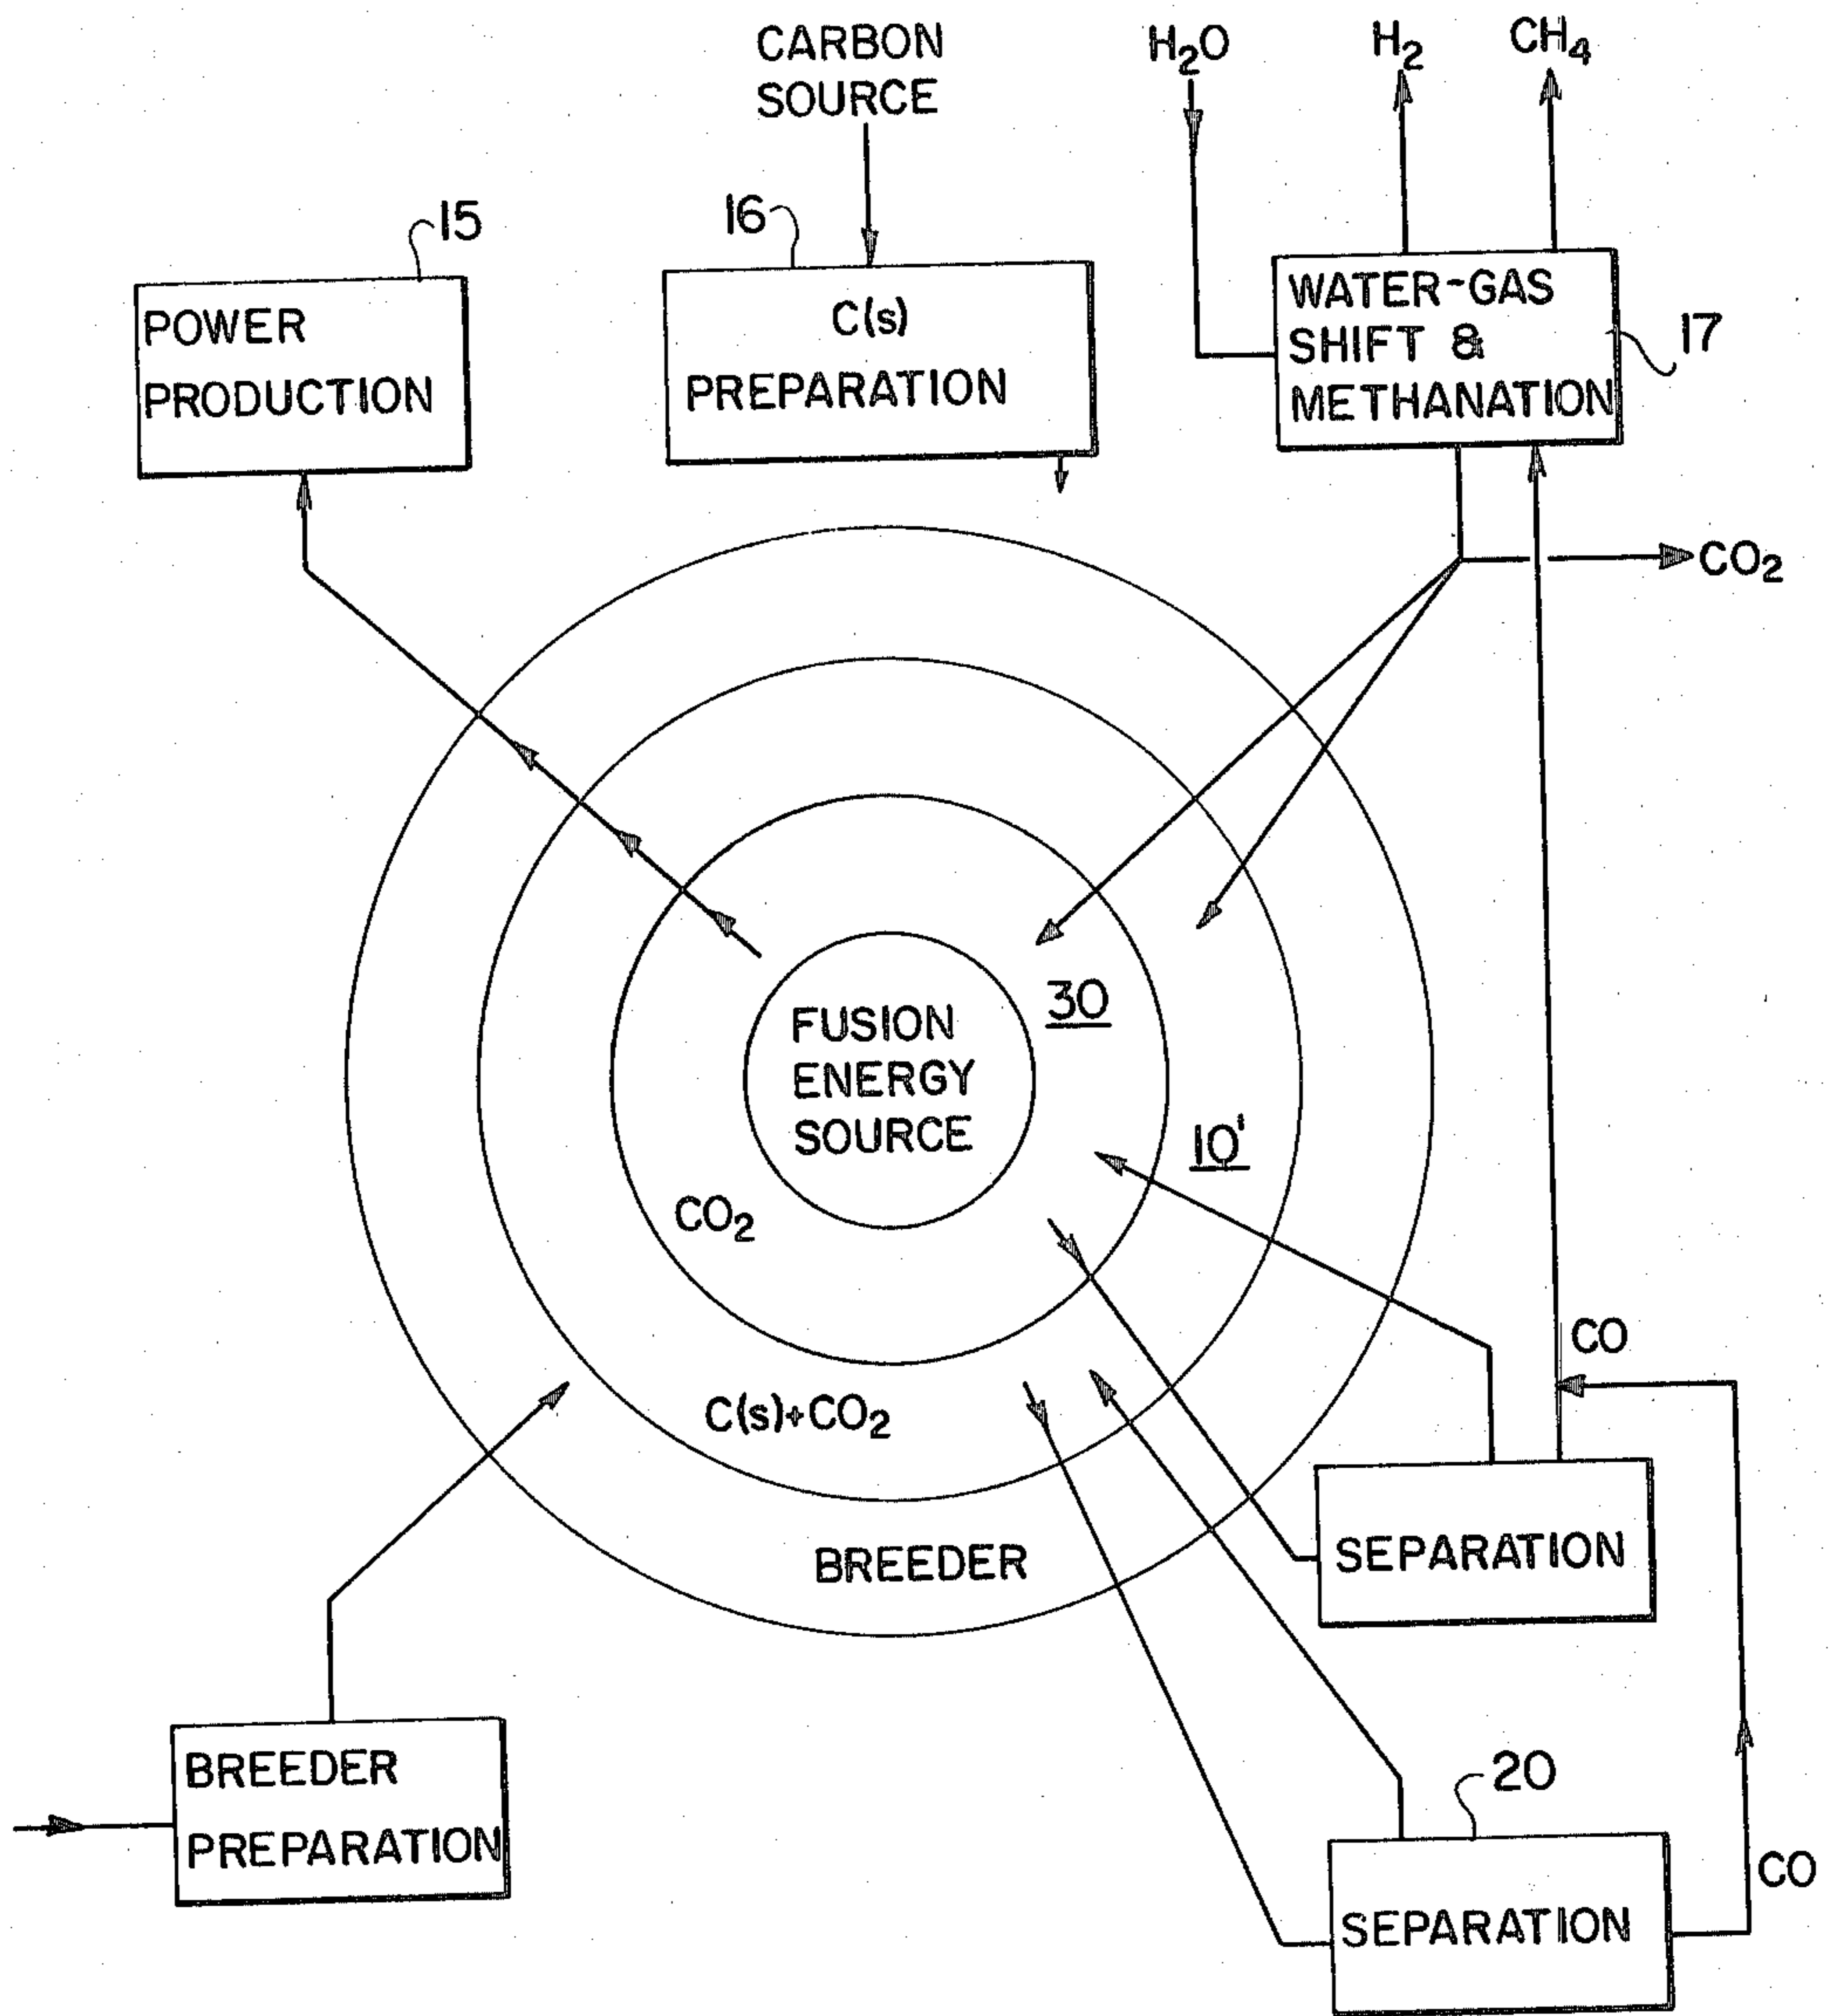 CARBON
SOURCE
H₂O
H₂
CH₄
15
16
POWER
PRODUCTION
C(s)
PREPARATION
WATER-GAS
SHIFT &
METHANATION
17
CO₂
30
FUSION
ENERGY
SOURCE
10'
CO₂
CO
C(s)+CO₂
BREEDER
SEPARATION
BREEDER
PREPARATION
20
SEPARATION
CO